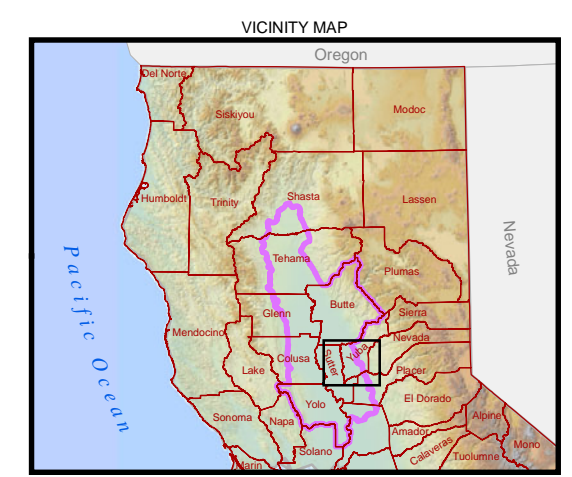 VICINITY MAP
Oregon
Del Norte
Modoc
Siskiyou
Shasta
Humboldt
Trinity
Lassen
Nevada
Pacific Ocean
Tehama
Plumas
Butte
Glenn
Sierra
Mendocino
Nevada
Colusa
Sutter
Yuba
Lake
Placer
El Dorado
Yolo
Sonoma
Napa
Alpine
Amador
Solano
Calaveras
Mono
Tuolumne
Marin